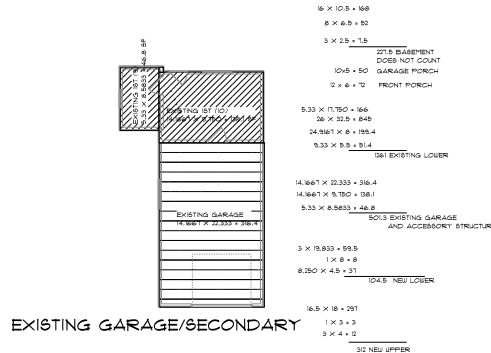 16 X 10.5 = 168
8 X 6.5 = 52
3 X 2.5 = 7.5
227.5 BASEMENT
DOES NOT COUNT
10x5 = 50 GARAGE PORCH
12 x 6 = 72 FRONT PORCH
5.33 X 17.750 = 166
26 X 32.5 = 845
24.9167 X 8 = 199.4
9.33 X 5.5 = 51.4
1261 EXISTING LOWER
14.1667 X 22.333 = 316.4
14.1667 X 9.750 = 138.1
5.33 X 8.5833 = 46.8
501.3 EXISTING GARAGE
AND ACCESSORY STRUCTUR
3 X 19.833 = 59.5
1 X 8 = 8
8.250 X 4.5 = 37
104.5 NEW LOWER
16.5 X 18 = 297
1 X 3 = 3
3 X 4 = 12
312 NEW UPPER
EXISTING 1ST
5.33 X 8.5833 = 46.8 SF
EXISTING 1ST
14.1667 X 9.750 = 138.1 SF
EXISTING GARAGE
14.1667 X 22.333 = 316.4
EXISTING GARAGE/SECONDARY